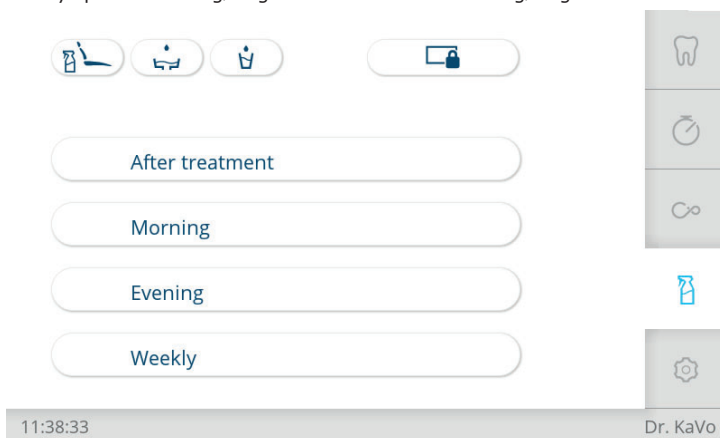 After treatment
Morning
Evening
Weekly
11:38:33
Dr. KaVo